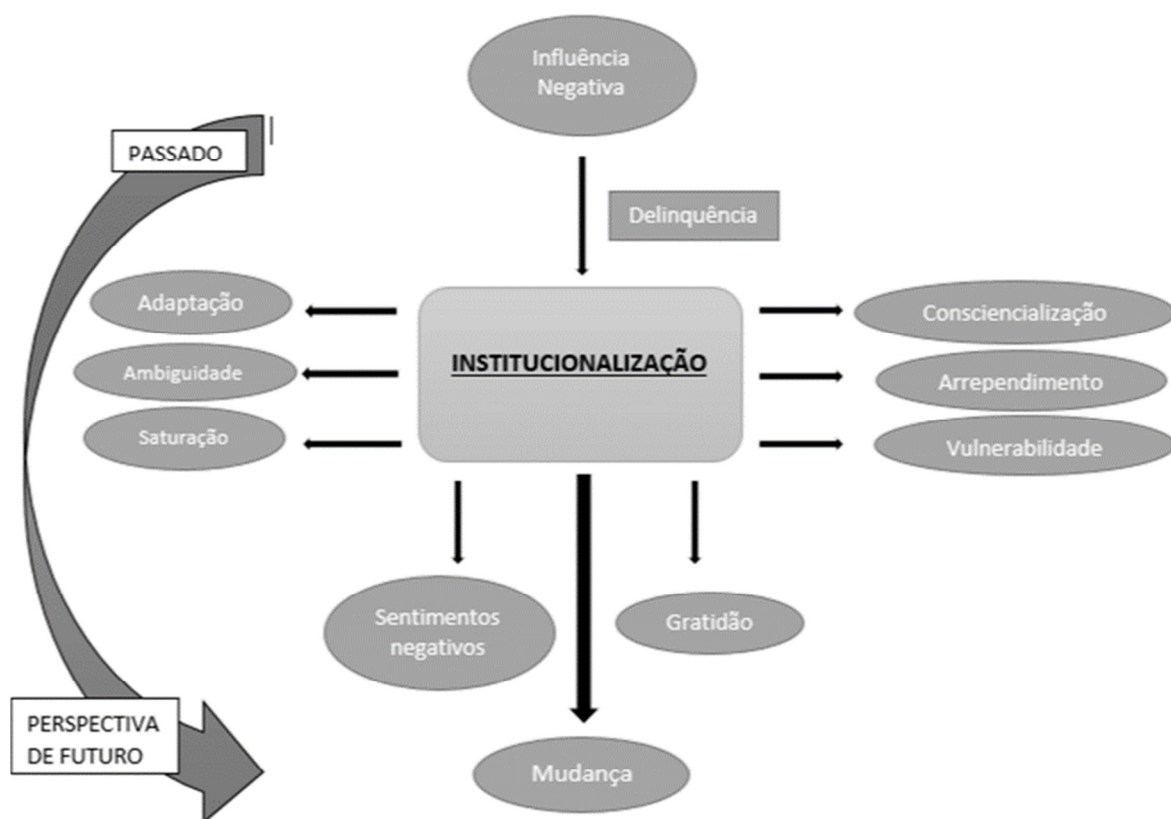 Influência
Negativa
PASSADO
Delinquência
Adaptação
Ambiguidade
Saturação
INSTITUCIONALIZAÇÃO
Consciencialização
Arrependimento
Vulnerabilidade
Sentimentos
negativos
Gratidão
PERSPECTIVA
DE FUTURO
Mudança